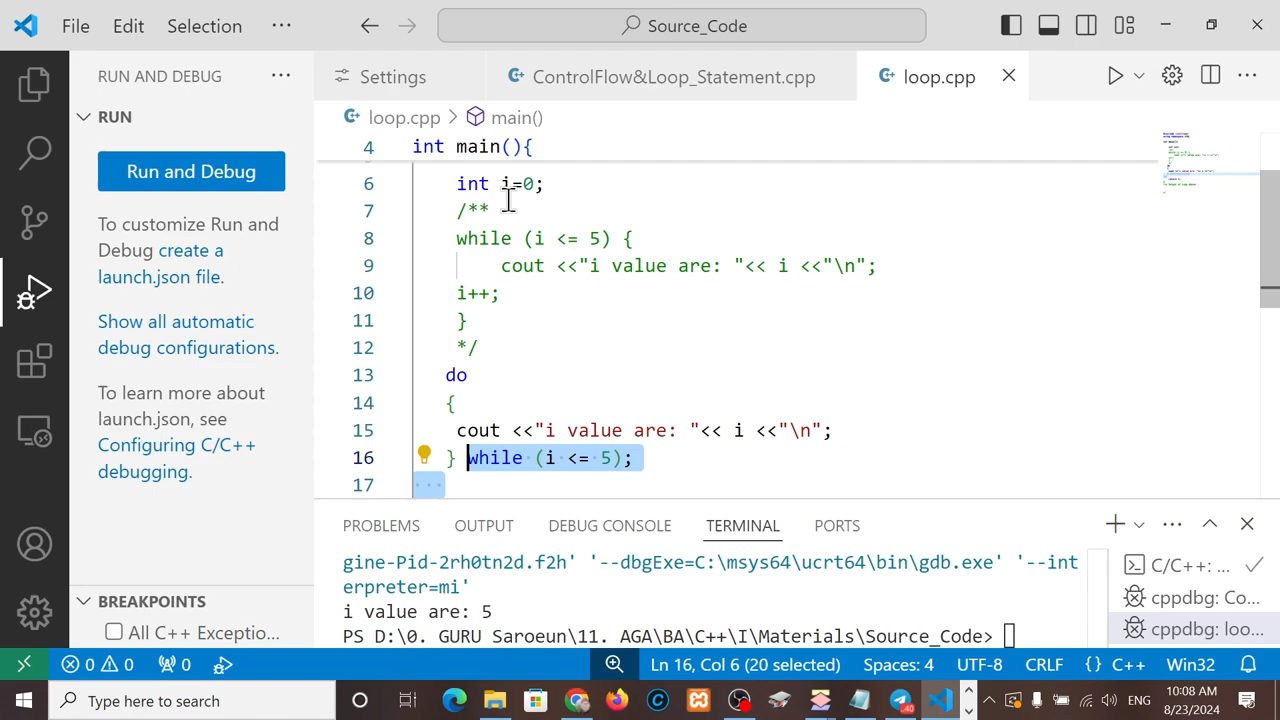 File Edit Selection ··· Source_Code
RUN AND DEBUG ···
Settings ControlFlow&Loop_Statement.cpp loop.cpp
RUN
loop.cpp > main()
Run and Debug
4 int main(){
6 int i=0;
7 /**
8 while (i <= 5) {
9 cout <<"i value are: "<< i <<"\n";
10 i++;
11 }
12 */
13 do
14 {
15 cout <<"i value are: "<< i <<"\n";
16 } while (i <= 5);
17
To customize Run and
Debug create a
launch.json file.
Show all automatic
debug configurations.
To learn more about
launch.json, see
Configuring C/C++
debugging.
PROBLEMS OUTPUT DEBUG CONSOLE TERMINAL PORTS
gine-Pid-2rh0tn2d.f2h' '--dbgExe=C:\msys64\ucrt64\bin\gdb.exe' '--int
erpreter=mi'
i value are: 5
PS D:\0. GURU Saroeun\11. AGA\BA\C++\I\Materials\Source_Code>
C/C++: ...
cppdbg: Co...
cppdbg: loo...
BREAKPOINTS
All C++ Exceptio...
0 0 0 Ln 16, Col 6 (20 selected) Spaces: 4 UTF-8 CRLF {} C++ Win32
Type here to search
ENG
10:08 AM
8/23/2024